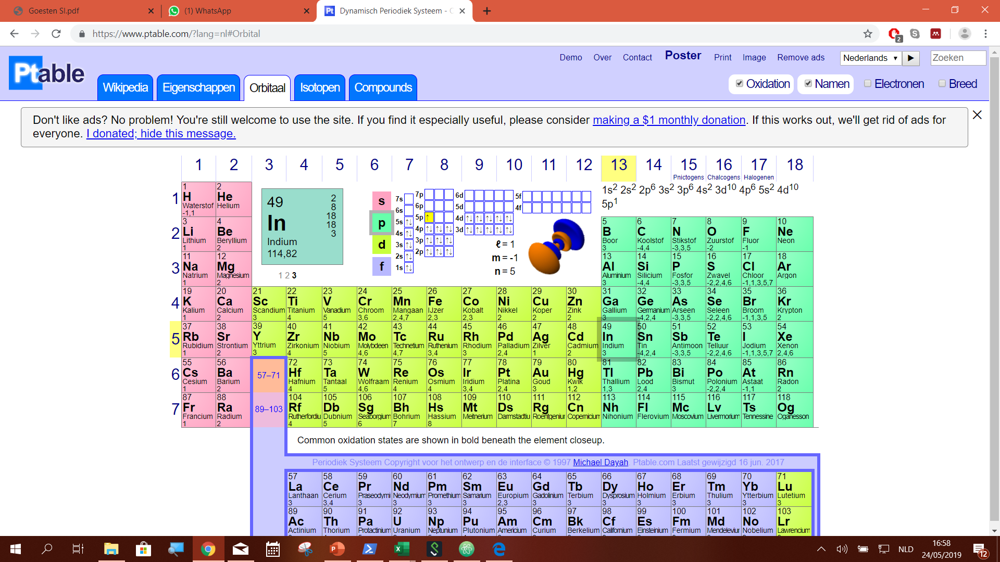 Goesten SI.pdf
(1) WhatsApp
Pt Dynamisch Periodiek Systeem - C
https://www.ptable.com/?lang=nl#Orbital
2
Ptable
Demo Over Contact Poster Print Image Remove ads Nederlands Zoeken
Wikipedia Eigenschappen Orbitaal Isotopen Compounds
Oxidation Namen Electronen Breed
Don't like ads? No problem! You're still welcome to use the site. If you find it especially useful, please consider making a $1 monthly donation. If this works out, we'll get rid of ads for
everyone. I donated; hide this message.
1 2 3 4 5 6 7 8 9 10 11 12 13 14 15 16 17 18
Pnictogens Chalcogens Halogenen
1s2 2s2 2p6 3s2 3p6 4s2 3d10 4p6 5s2 4d10
5p1
49 In Indium 114,82
2 8 18 18 3
1 2 3
s p d f
7s 6s 5s 4s 3s 2s 1s
7p 6p 5p 4p 3p 2p
6d 5d 4d 3d
5f 4f
ℓ = 1
m = -1
n = 5
1
1 H Waterstof -1,1
2 He Helium
2
3 Li Lithium 1
4 Be Beryllium 2
5 B Boor 3
6 C Koolstof -4,4
7 N Stikstof -3,3,5
8 O Zuurstof -2
9 F Fluor -1
10 Ne Neon
3
11 Na Natrium 1
12 Mg Magnesium 2
13 Al Aluminium 3
14 Si Silicium -4,4
15 P Fosfor -3,3,5
16 S Zwavel -2,2,4,6
17 Cl Chloor -1,1,3,5,7
18 Ar Argon
4
19 K Kalium 1
20 Ca Calcium 2
21 Sc Scandium 3
22 Ti Titanium 4
23 V Vanadium 5
24 Cr Chroom 3,6
25 Mn Mangaan 2,4,7
26 Fe IJzer 2,3
27 Co Kobalt 2,3
28 Ni Nikkel 2
29 Cu Koper 2
30 Zn Zink 2
31 Ga Gallium 3
32 Ge Germanium -4,2,4
33 As Arseen -3,3,5
34 Se Seleen -2,2,4,6
35 Br Broom -1,1,3,5
36 Kr Krypton 2
5
37 Rb Rubidium 1
38 Sr Strontium 2
39 Y Yttrium 3
40 Zr Zirkonium 4
41 Nb Niobium 5
42 Mo Molybdeen 4,6
43 Tc Technetium 4,7
44 Ru Ruthenium 3,4
45 Rh Rhodium 3
46 Pd Palladium 2,4
47 Ag Zilver 1
48 Cd Cadmium 2
49 In Indium 3
50 Sn Tin -4,2,4
51 Sb Antimoon -3,3,5
52 Te Telluur -2,2,4,6
53 I Jodium -1,1,3,5,7
54 Xe Xenon 2,4,6
6
55 Cs Cesium 1
56 Ba Barium 2
57–71
72 Hf Hafnium 4
73 Ta Tantaal 5
74 W Wolfraam 4,6
75 Re Renium 4
76 Os Osmium 4
77 Ir Iridium 3,4
78 Pt Platina 2,4
79 Au Goud 3
80 Hg Kwik 1,2
81 Tl Thallium 1,3
82 Pb Lood 2,4
83 Bi Bismut 3
84 Po Polonium -2,2,4
85 At Astaat -1,1
86 Rn Radon 2
7
87 Fr Francium 1
88 Ra Radium 2
89–103
104 Rf Rutherfordiu 4
105 Db Dubnium 5
106 Sg Seaborgium 6
107 Bh Bohrium 7
108 Hs Hassium 8
109 Mt Meitnerium
110 Ds Darmstadtiu
111 Rg Roentgeniur
112 Cn Copernicium
113 Nh Nihonium
114 Fl Flerovium
115 Mc Moscovium
116 Lv Livermorium
117 Ts Tennessine
118 Og Oganesson
Common oxidation states are shown in bold beneath the element closeup.
Periodiek Systeem Copyright voor het ontwerp en de interface © 1997 Michael Dayah. Ptable.com Laatst gewijzigd 16 jun. 2017
57 La Lanthaan 3
58 Ce Cerium 3,4
59 Pr Praseodymi 3
60 Nd Neodymium 3
61 Pm Promethium 3
62 Sm Samarium 3
63 Eu Europium 2,3
64 Gd Gadolinium 3
65 Tb Terbium 3
66 Dy Dysprosium 3
67 Ho Holmium 3
68 Er Erbium 3
69 Tm Thulium 3
70 Yb Ytterbium 3
71 Lu Lutetium 3
89 Ac Actinium
90 Th Thorium
91 Pa Protactinium
92 U Uranium
93 Np Neptunium
94 Pu Plutonium
95 Am Americium
96 Cm Curium
97 Bk Berkelium
98 Cf Californium
99 Es Einsteinium
100 Fm Fermium
101 Md Mendeleviur
102 No Nobelium
103 Lr Lawrencium
NLD
16:58
24/05/2019
12